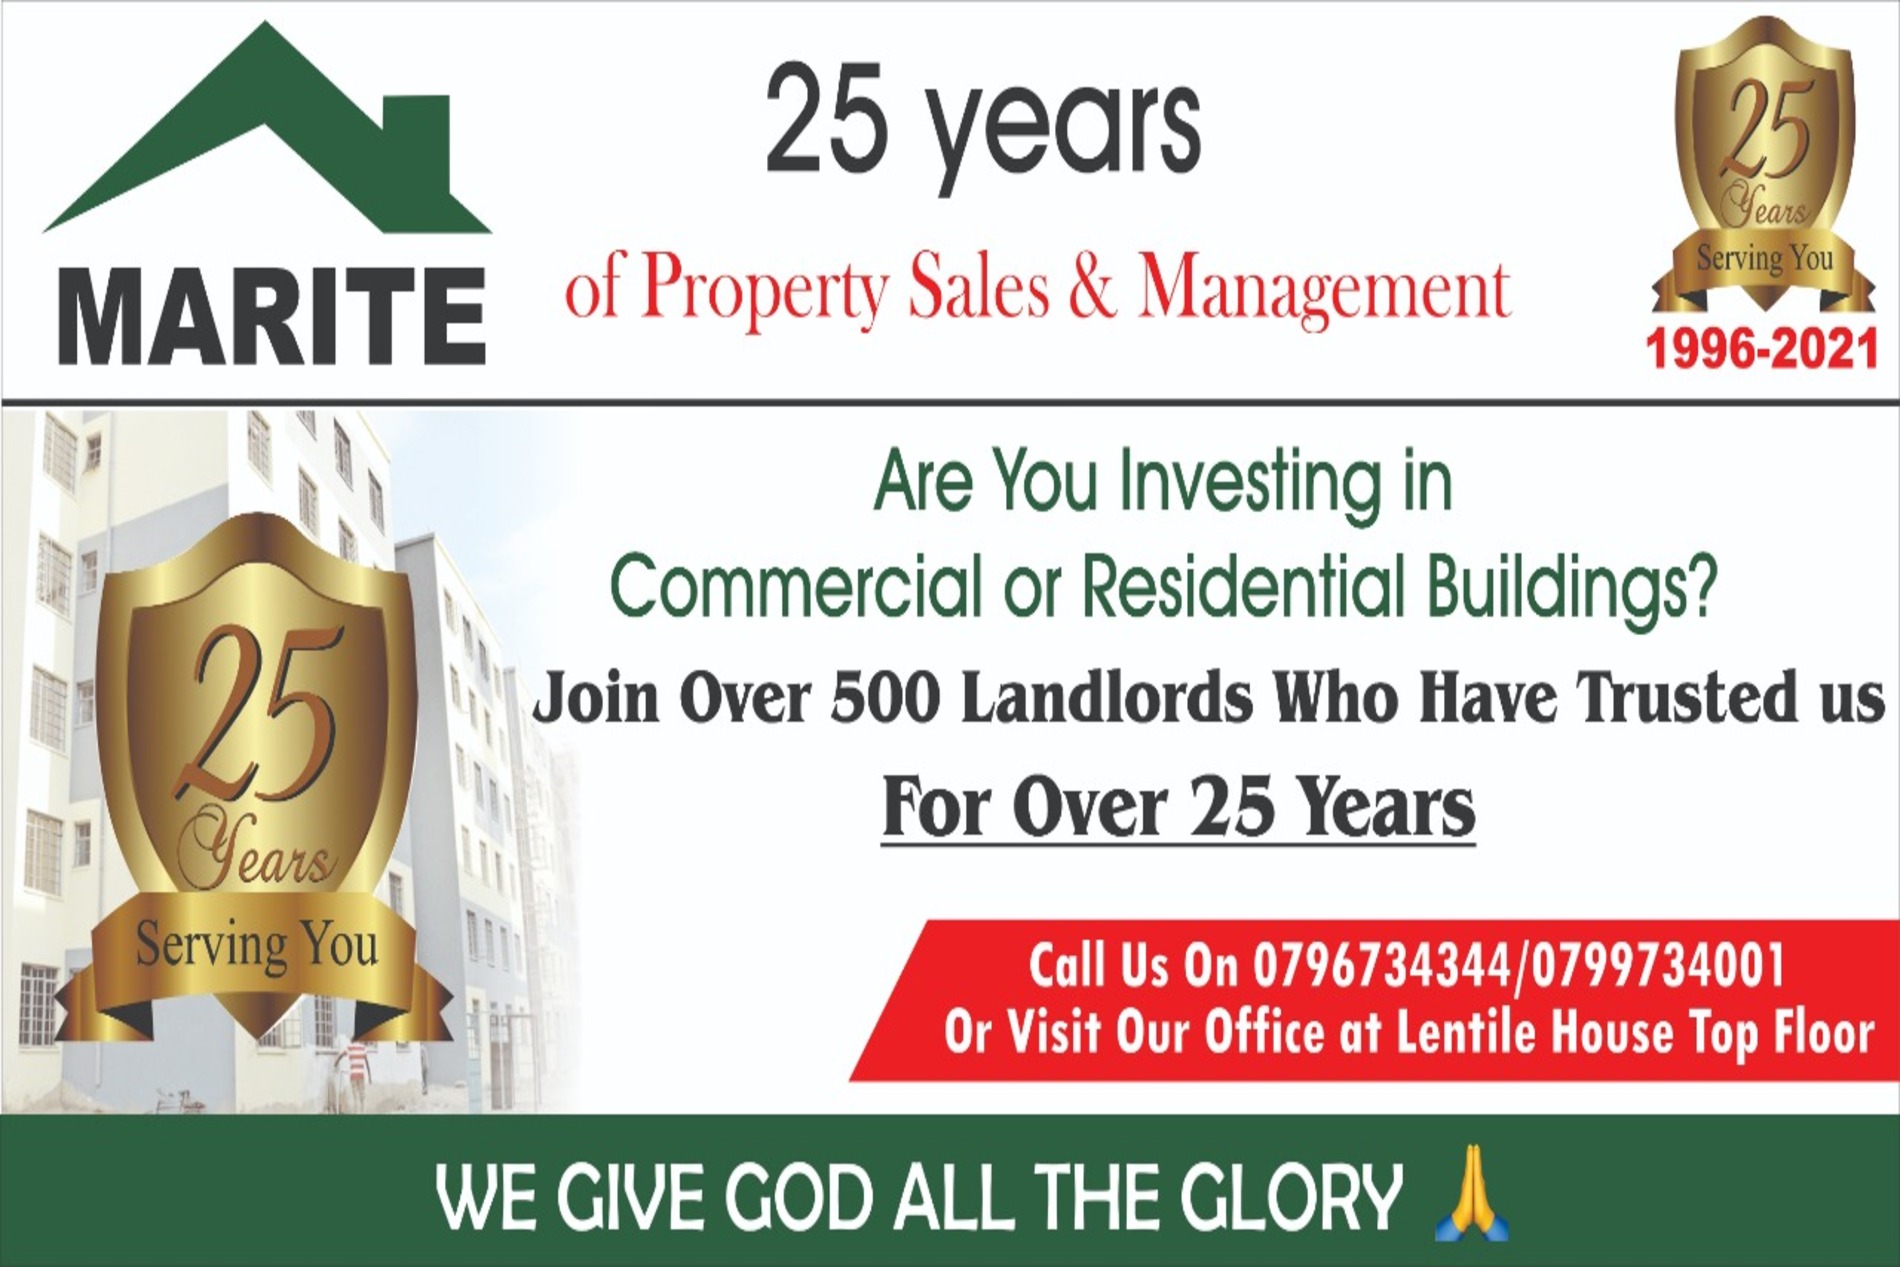 MARITE
25 years
of Property Sales & Management
25
Years
Serving You
1996-2021
25
Years
Serving You
Are You Investing in
Commercial or Residential Buildings?
Join Over 500 Landlords Who Have Trusted us
For Over 25 Years
Call Us On 0796734344/0799734001
Or Visit Our Office at Lentile House Top Floor
WE GIVE GOD ALL THE GLORY 🙏